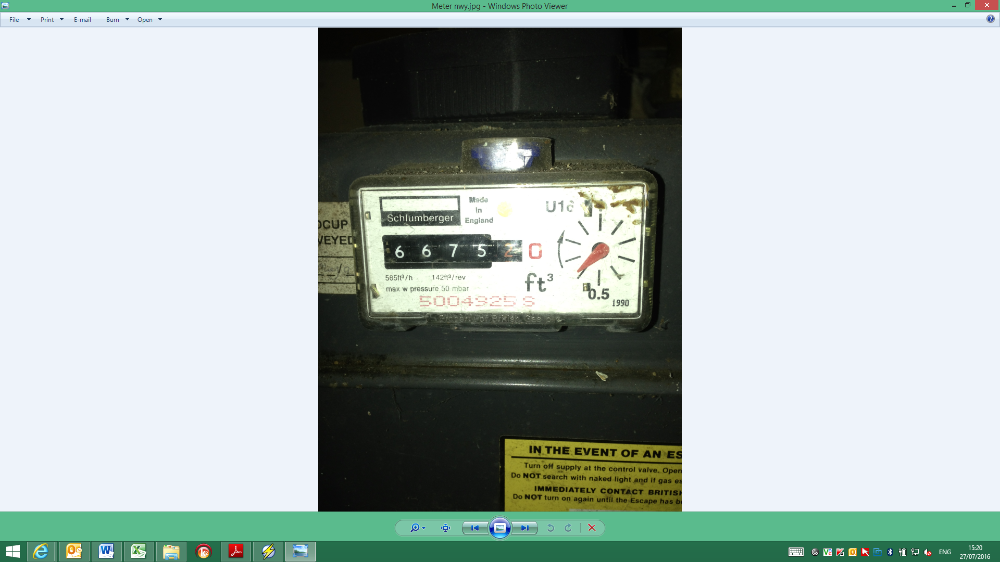 Meter nwy.jpg - Windows Photo Viewer
File Print E-mail Burn Open
Made
in
England
Schlumberger
6 6 7 5 2 0
ft³
565ft³/h 142ft³/rev
max w pressure 50 mbar
0.5
1990
Property of British Gas
OCUP
VEYED
IN THE EVENT OF AN ES
Turn off supply at the control valve. Open
Do NOT search with naked light and if gas es
IMMEDIATELY CONTACT BRITISH
Do NOT turn on again until the Escape has be
ENG
15:20
27/07/2016